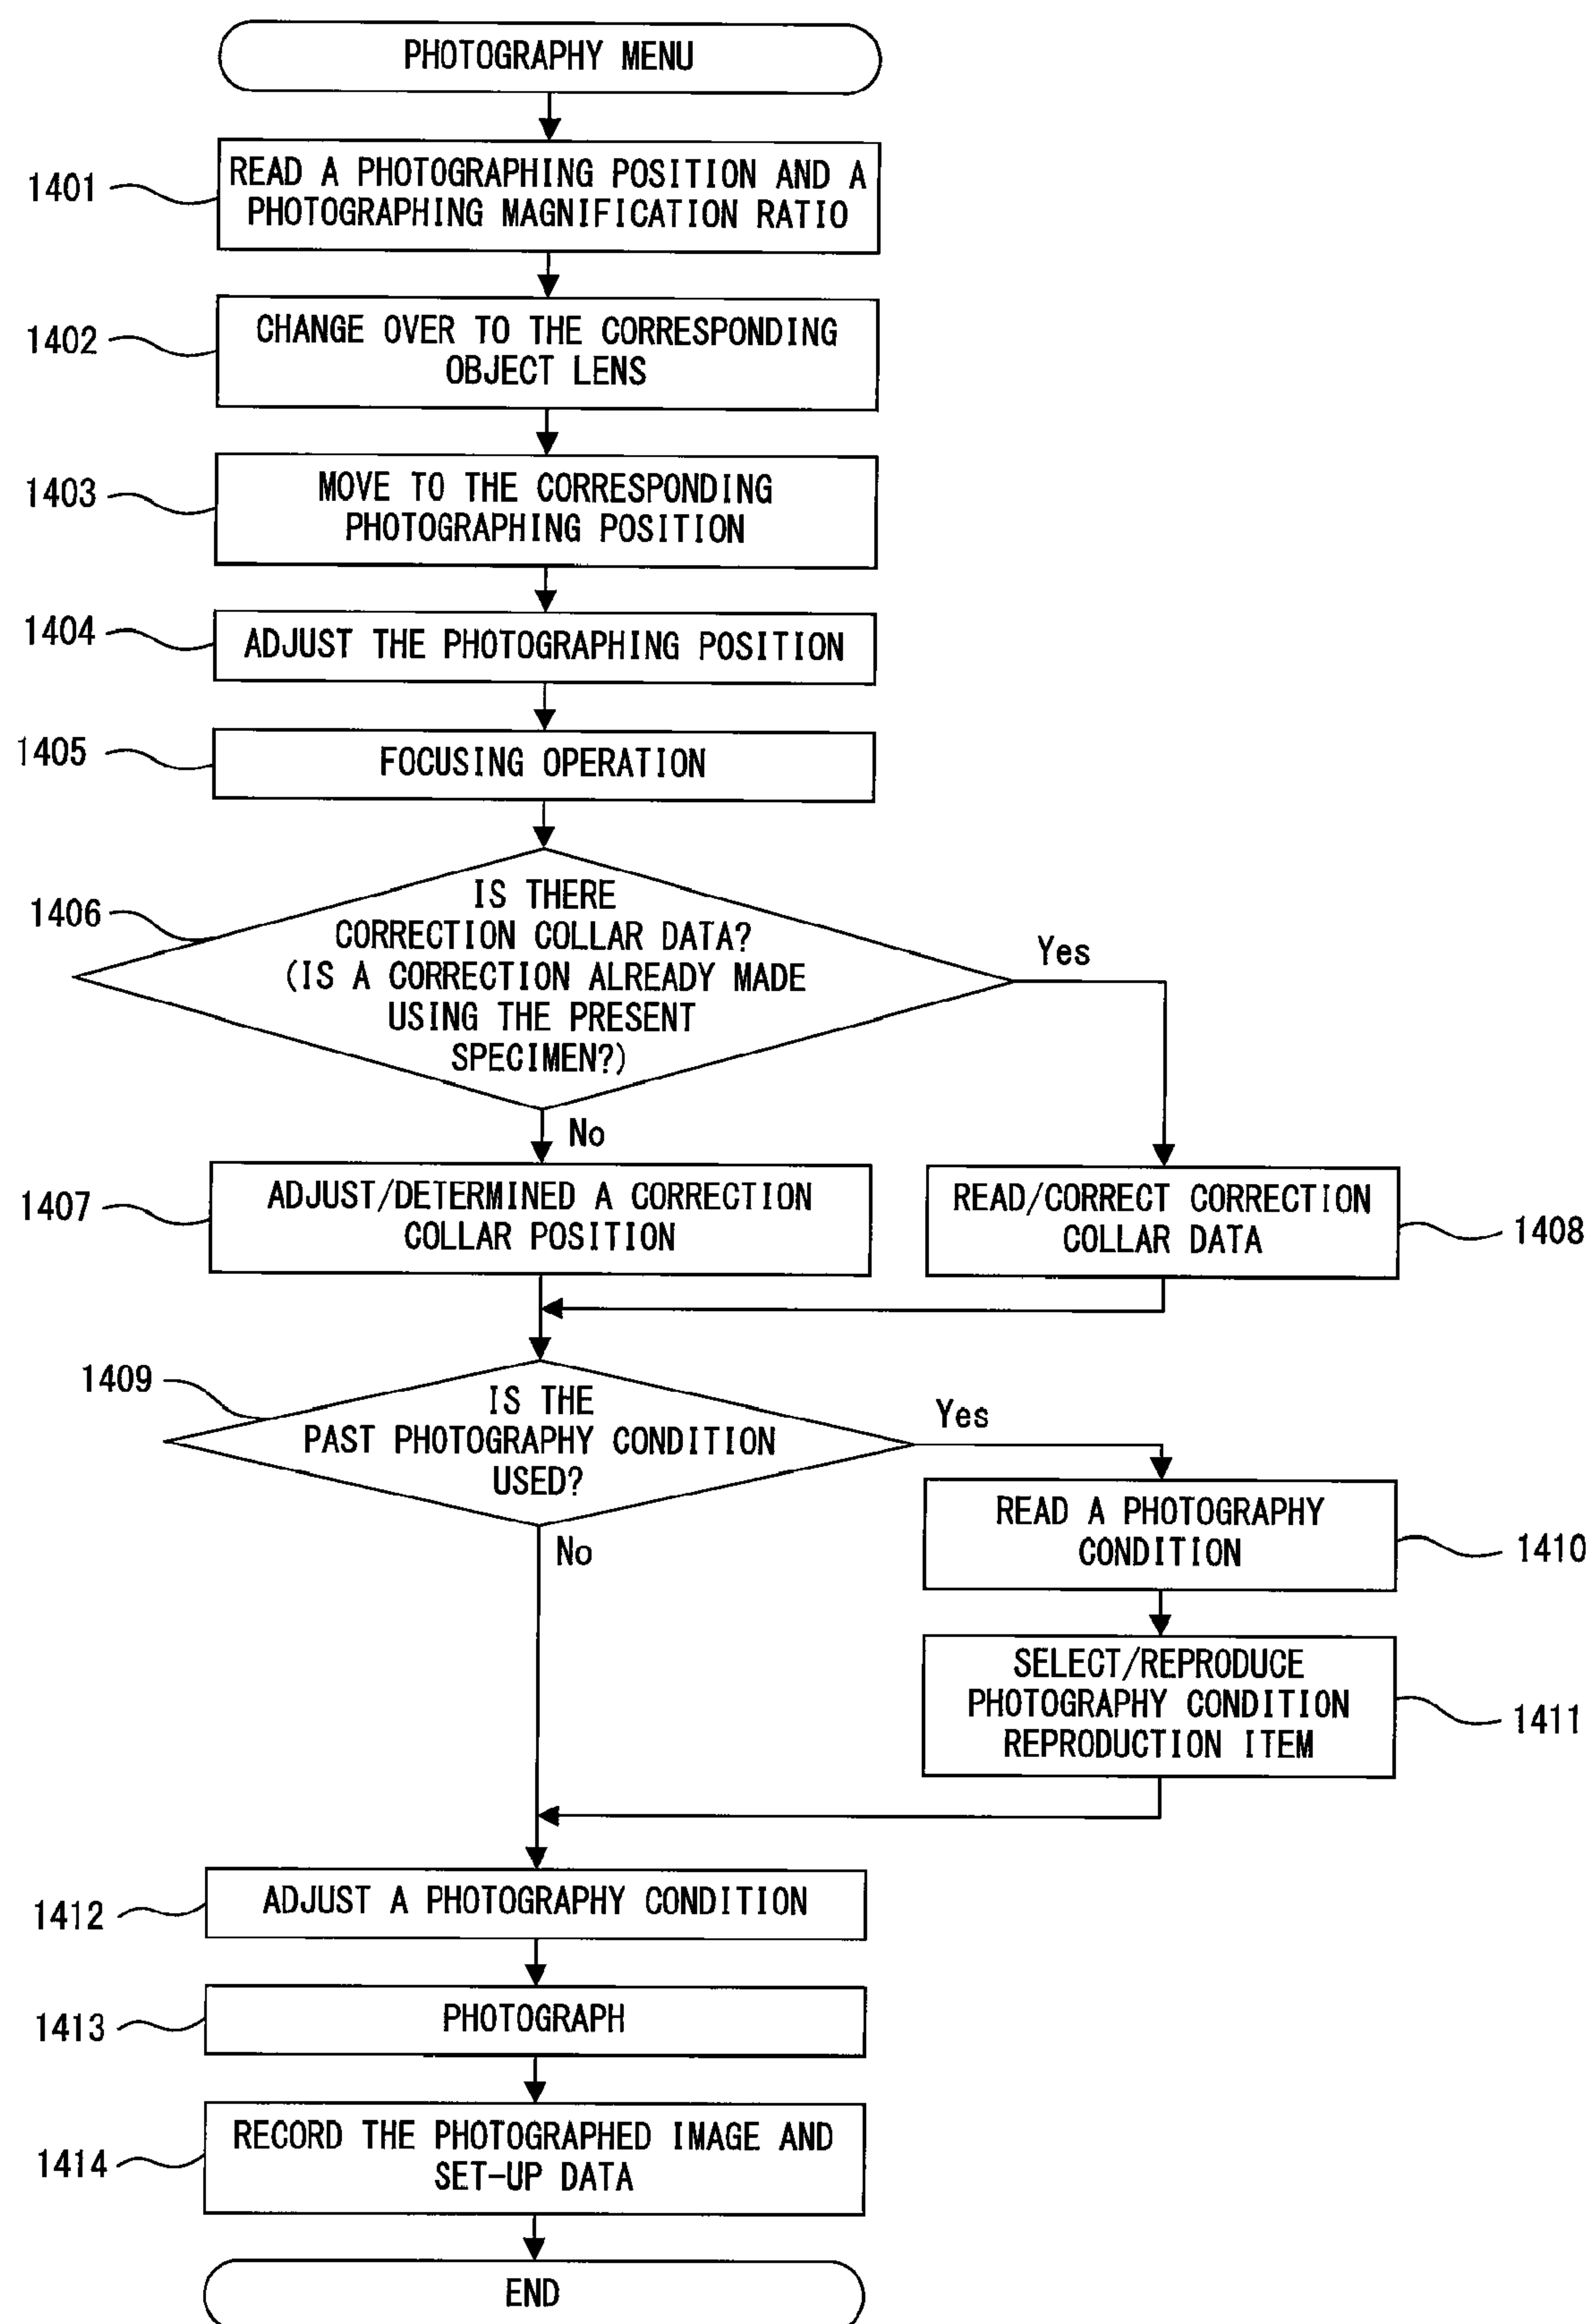 PHOTOGRAPHY MENU
1401
READ A PHOTOGRAPHING POSITION AND A
PHOTOGRAPHING MAGNIFICATION RATIO
1402
CHANGE OVER TO THE CORRESPONDING
OBJECT LENS
1403
MOVE TO THE CORRESPONDING
PHOTOGRAPHING POSITION
1404
ADJUST THE PHOTOGRAPHING POSITION
1405
FOCUSING OPERATION
1406
IS THERE
CORRECTION COLLAR DATA?
(IS A CORRECTION ALREADY MADE
USING THE PRESENT
SPECIMEN?)
Yes
No
1407
ADJUST/DETERMINED A CORRECTION
COLLAR POSITION
READ/CORRECT CORRECTION
COLLAR DATA
1408
1409
IS THE
PAST PHOTOGRAPHY CONDITION
USED?
Yes
No
READ A PHOTOGRAPHY
CONDITION
1410
SELECT/REPRODUCE
PHOTOGRAPHY CONDITION
REPRODUCTION ITEM
1411
1412
ADJUST A PHOTOGRAPHY CONDITION
1413
PHOTOGRAPH
1414
RECORD THE PHOTOGRAPHED IMAGE AND
SET-UP DATA
END